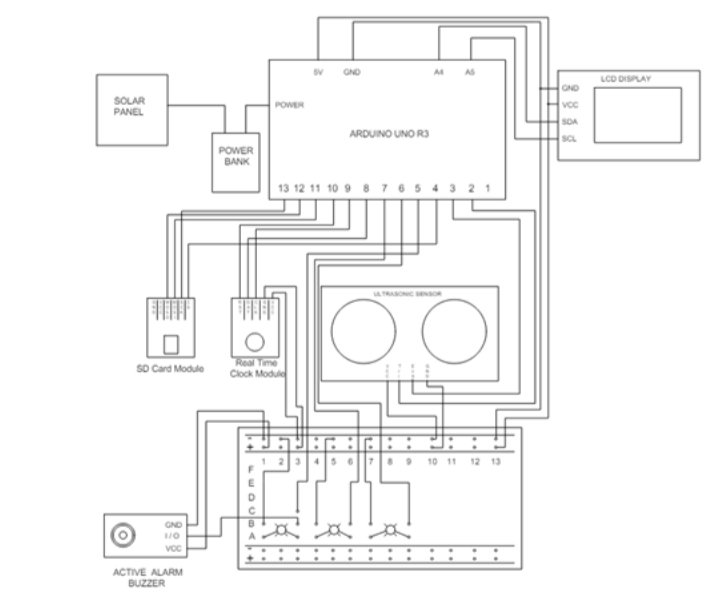 5V GND A4 A5
LCD DISPLAY
GND
VCC
SDA
SCL
SOLAR
PANEL
POWER
ARDUINO UNO R3
POWER
BANK
13 12 11 10 9 8 7 6 5 4 3 2 1
ULTRASONIC SENSOR
SD Card Module
Real Time
Clock Module
- -
+ +
1 2 3 4 5 6 7 8 9 10 11 12 13
F
E
D
C
B
A
- -
+ +
GND
I / O
VCC
ACTIVE ALARM
BUZZER